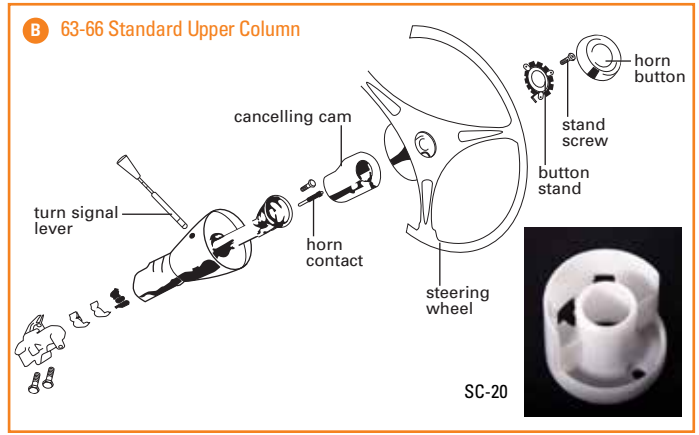 B 63-66 Standard Upper Column
horn
button
stand
screw
button
stand
cancelling cam
turn signal
lever
horn
contact
steering
wheel
SC-20